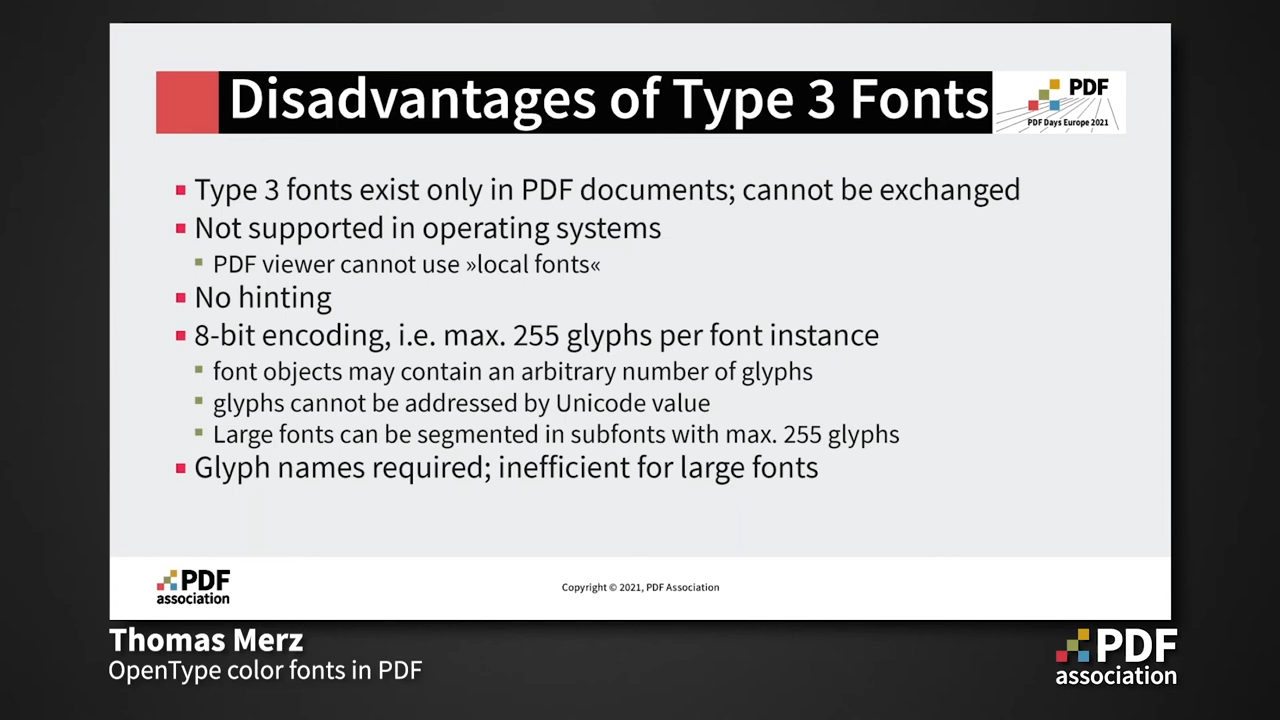 Disadvantages of Type 3 Fonts
PDF
PDF Days Europe 2021
Type 3 fonts exist only in PDF documents; cannot be exchanged
Not supported in operating systems
PDF viewer cannot use »local fonts«
No hinting
8-bit encoding, i.e. max. 255 glyphs per font instance
font objects may contain an arbitrary number of glyphs
glyphs cannot be addressed by Unicode value
Large fonts can be segmented in subfonts with max. 255 glyphs
Glyph names required; inefficient for large fonts
PDF
association
Copyright © 2021, PDF Association
Thomas Merz
OpenType color fonts in PDF
PDF
association